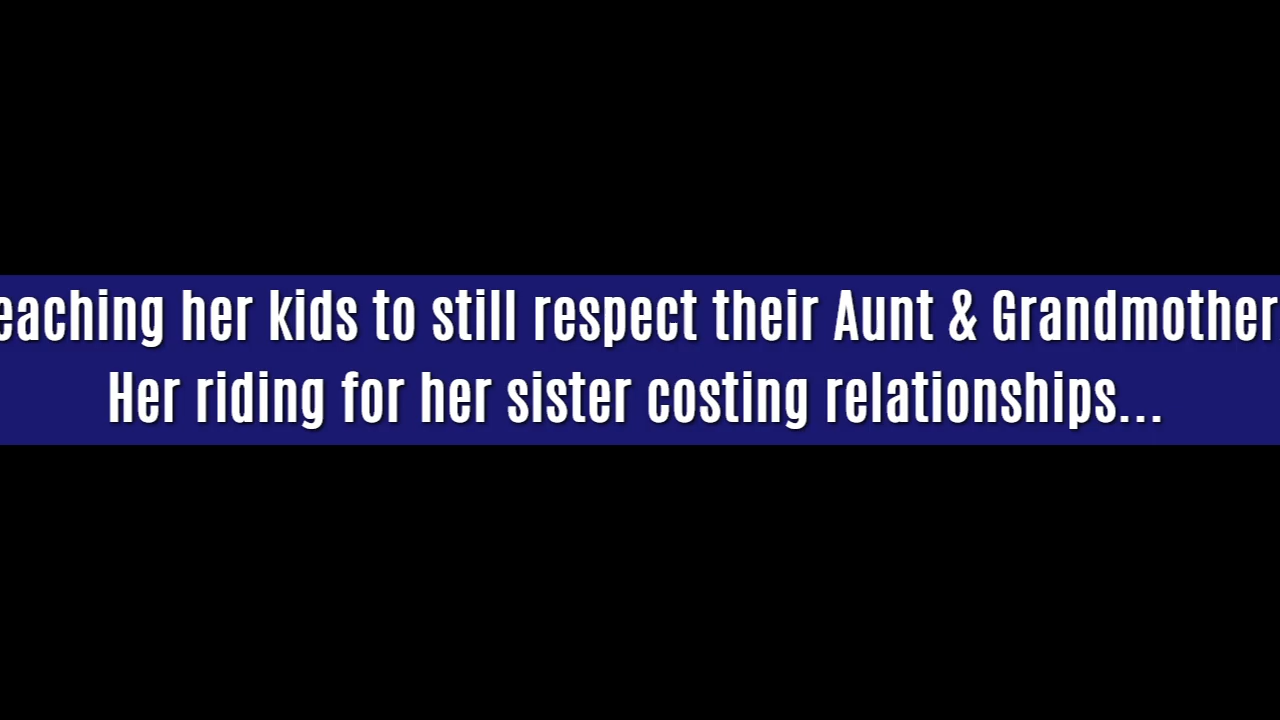 eaching her kids to still respect their Aunt & Grandmother
Her riding for her sister costing relationships...